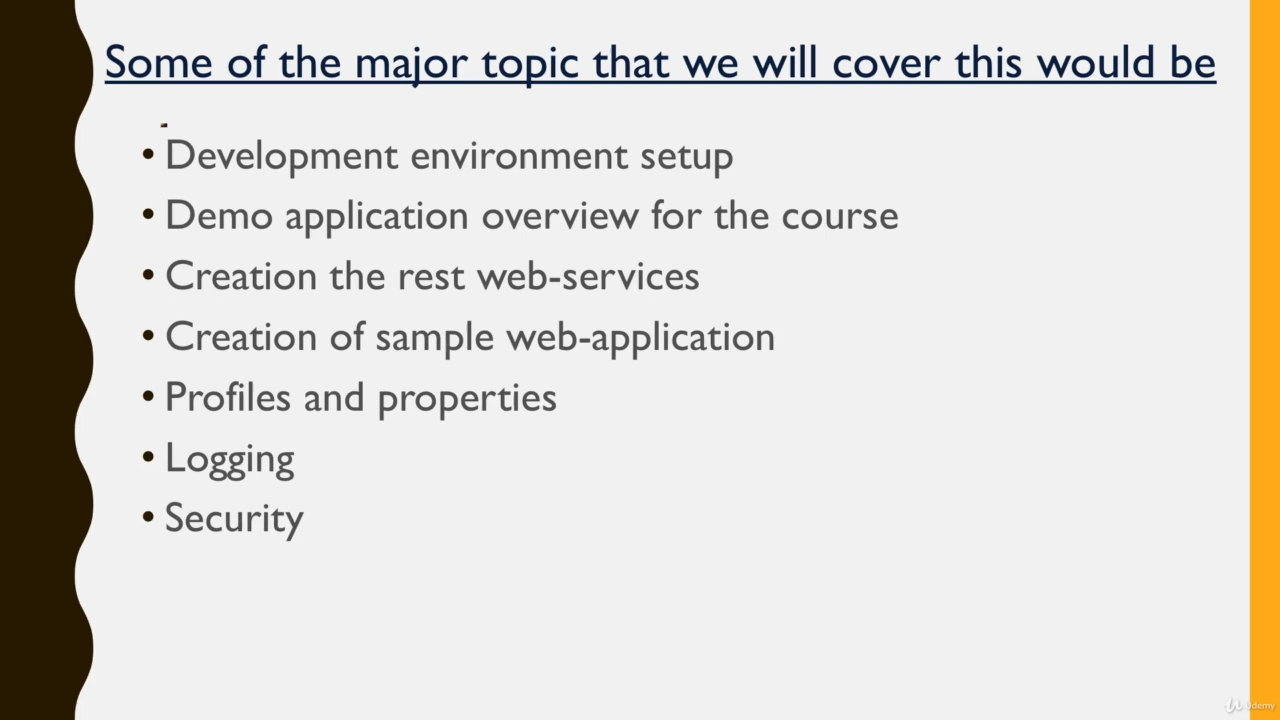 Some of the major topic that we will cover this would be
-
• Development environment setup
• Demo application overview for the course
• Creation the rest web-services
• Creation of sample web-application
• Profiles and properties
• Logging
• Security
Udemy